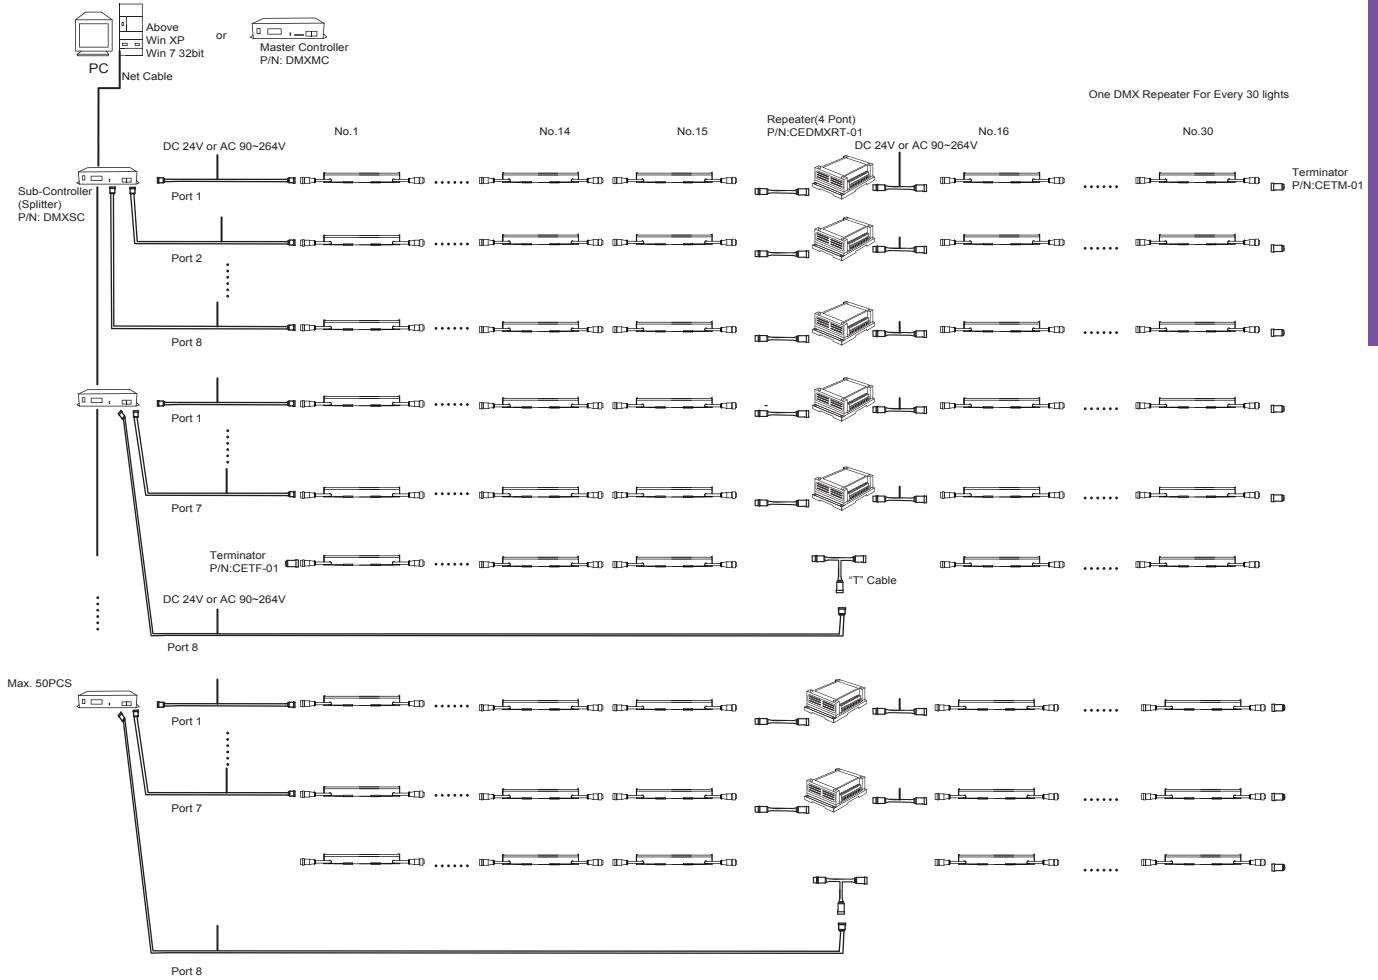 Above
Win XP
Win 7 32bit
or
Master Controller
P/N: DMXMC
PC
Net Cable
One DMX Repeater For Every 30 lights
No.1
No.14
No.15
Repeater(4 Pont)
P/N:CEDMXRT-01
No.16
No.30
DC 24V or AC 90~264V
DC 24V or AC 90~264V
Sub-Controller
(Splitter)
P/N: DMXSC
Port 1
Terminator
P/N:CETM-01
Port 2
Port 8
Port 1
Port 7
Terminator
P/N:CETF-01
"T" Cable
DC 24V or AC 90~264V
Port 8
Max. 50PCS
Port 1
Port 7
Port 8